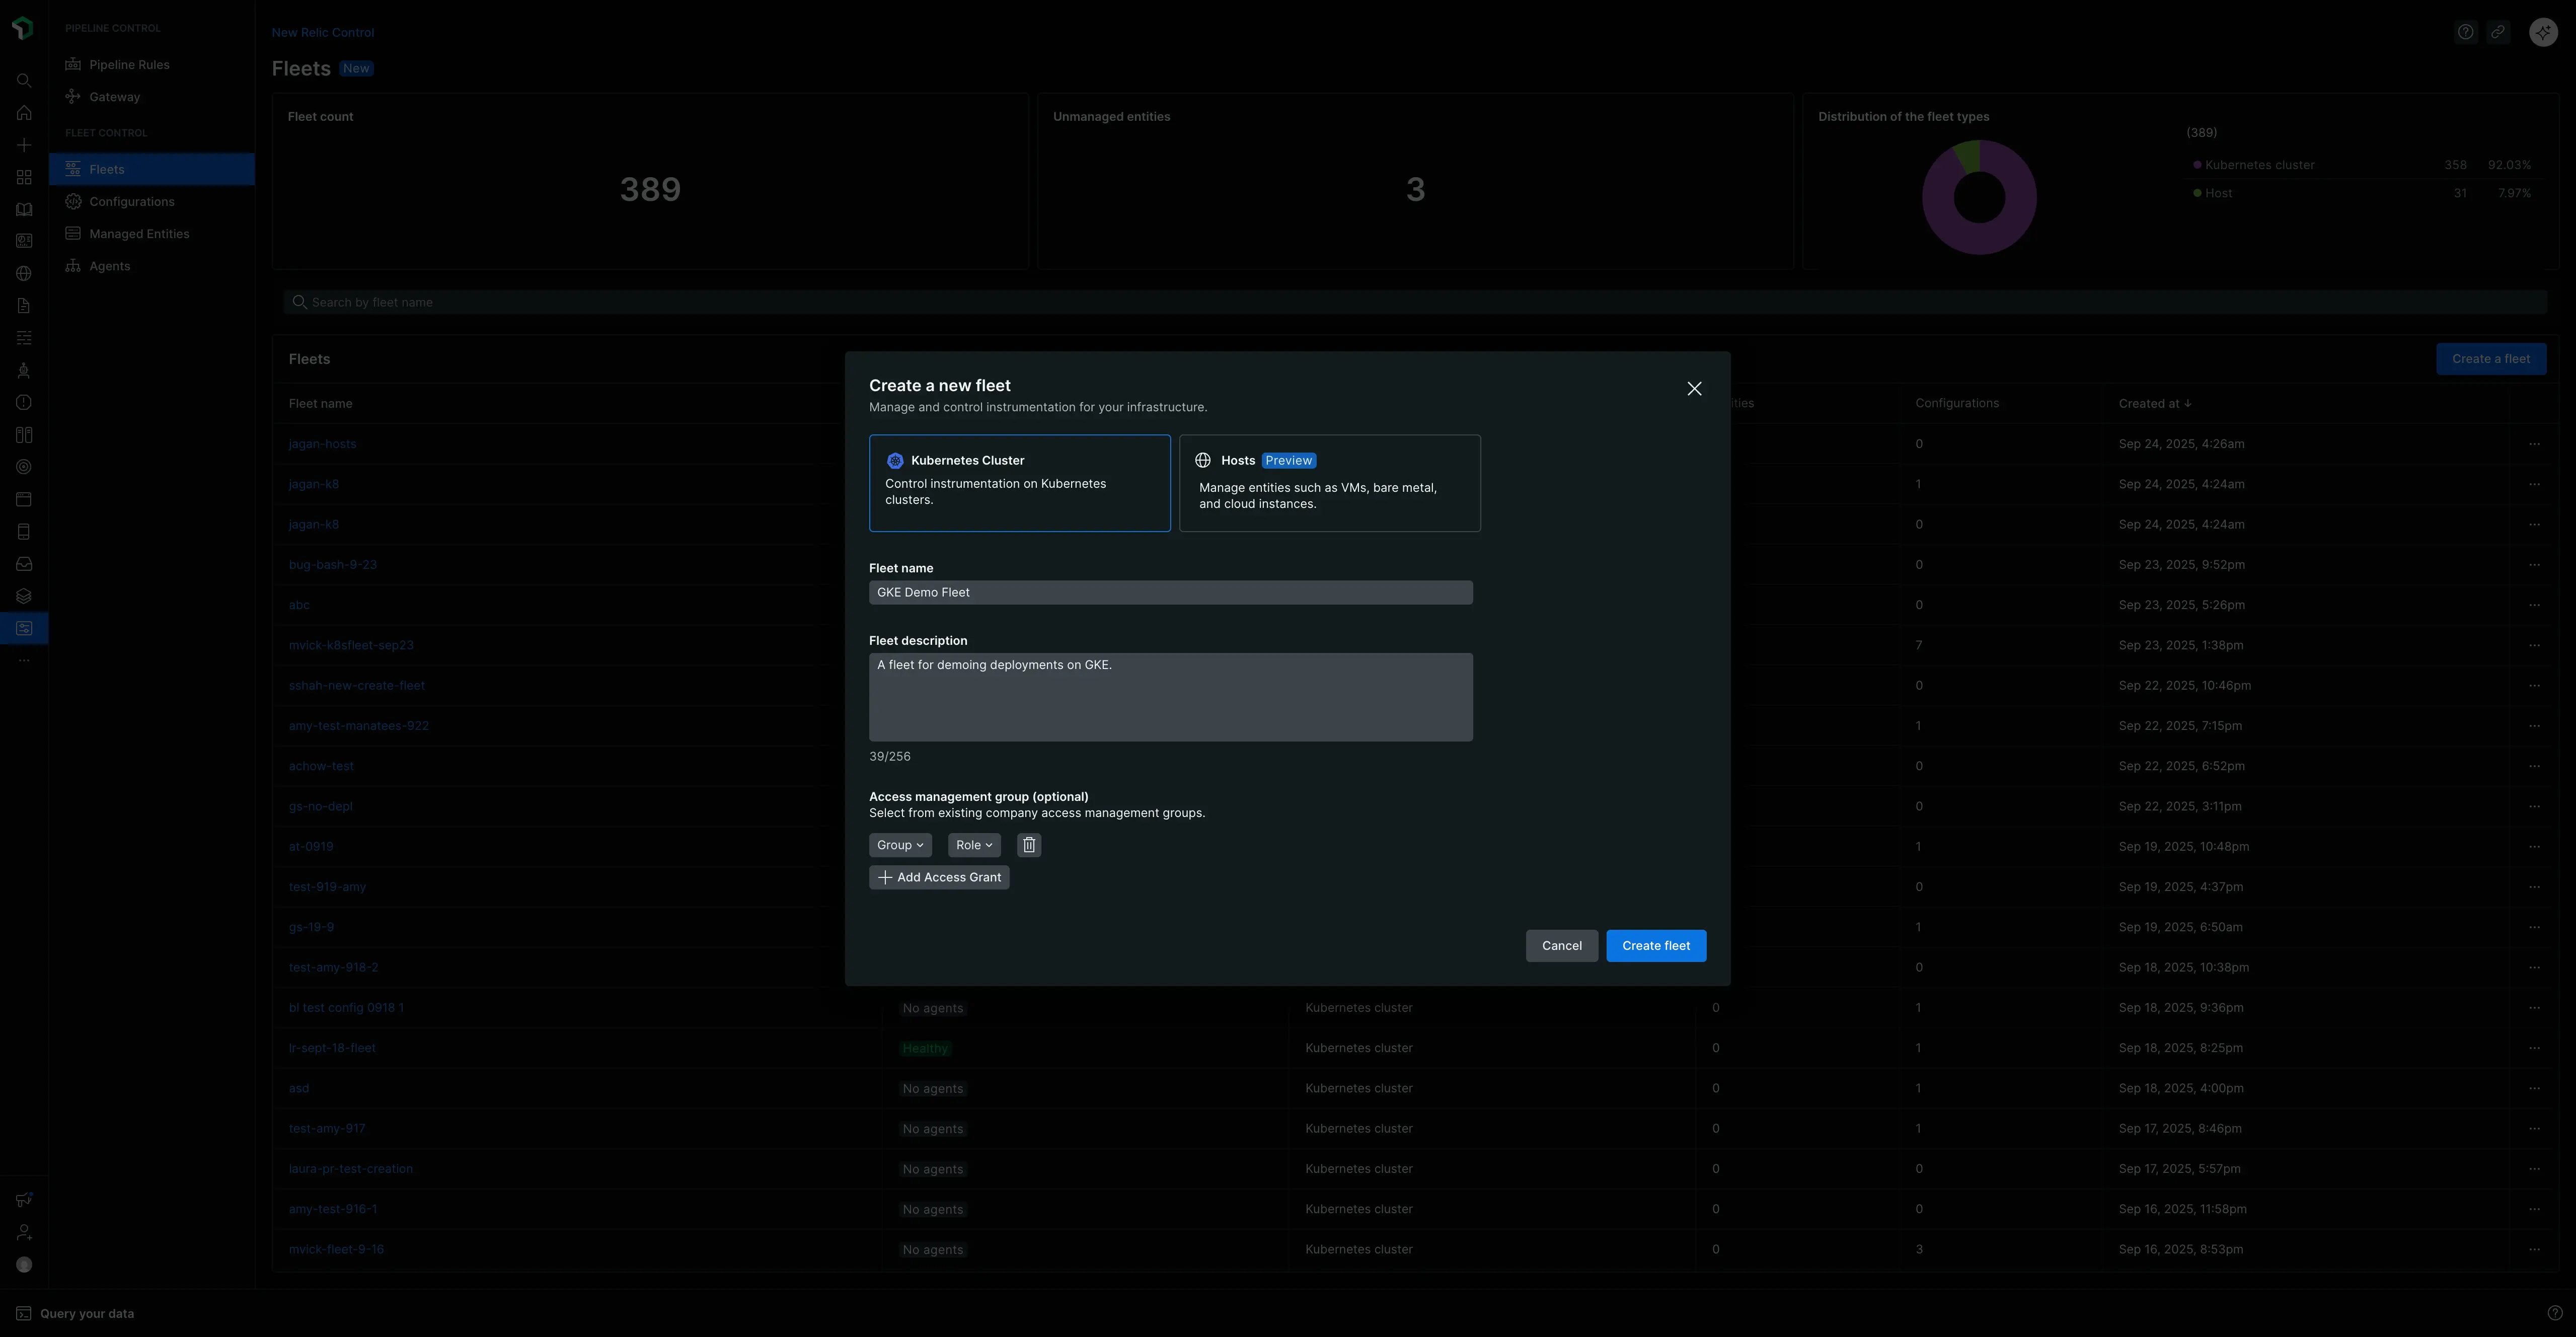 PIPELINE CONTROL
Pipeline Rules
Gateway
FLEET CONTROL
Fleets
Configurations
Managed Entities
Agents
New Relic Control
Fleets New
Fleet count
389
Unmanaged entities
3
Distribution of the fleet types
(389)
Kubernetes cluster 358 92.03%
Host 31 7.97%
Search by fleet name
Fleets
Create a fleet
Fleet name ities Configurations Created at
jagan-hosts 0 Sep 24, 2025, 4:26am
jagan-k8 1 Sep 24, 2025, 4:24am
jagan-k8 0 Sep 24, 2025, 4:24am
bug-bash-9-23 0 Sep 23, 2025, 9:52pm
abc 0 Sep 23, 2025, 5:26pm
mvick-k8sfleet-sep23 7 Sep 23, 2025, 1:38pm
sshah-new-create-fleet 0 Sep 22, 2025, 10:46pm
amy-test-manatees-922 1 Sep 22, 2025, 7:15pm
achow-test 0 Sep 22, 2025, 6:52pm
gs-no-depl 0 Sep 22, 2025, 3:11pm
at-0919 1 Sep 19, 2025, 10:48pm
test-919-amy 0 Sep 19, 2025, 4:37pm
gs-19-9 1 Sep 19, 2025, 6:50am
test-amy-918-2 0 Sep 18, 2025, 10:38pm
bl test config 0918 1 No agents Kubernetes cluster 0 1 Sep 18, 2025, 9:36pm
lr-sept-18-fleet Healthy Kubernetes cluster 0 1 Sep 18, 2025, 8:25pm
asd No agents Kubernetes cluster 0 1 Sep 18, 2025, 4:00pm
test-amy-917 No agents Kubernetes cluster 0 1 Sep 17, 2025, 8:46pm
laura-pr-test-creation No agents Kubernetes cluster 0 0 Sep 17, 2025, 5:57pm
amy-test-916-1 No agents Kubernetes cluster 0 0 Sep 16, 2025, 11:58pm
mvick-fleet-9-16 No agents Kubernetes cluster 0 3 Sep 16, 2025, 8:53pm
Create a new fleet
Manage and control instrumentation for your infrastructure.
Kubernetes Cluster
Control instrumentation on Kubernetes
clusters.
Hosts Preview
Manage entities such as VMs, bare metal,
and cloud instances.
Fleet name
GKE Demo Fleet
Fleet description
A fleet for demoing deployments on GKE.
39/256
Access management group (optional)
Select from existing company access management groups.
Group Role
Add Access Grant
Cancel Create fleet
Query your data